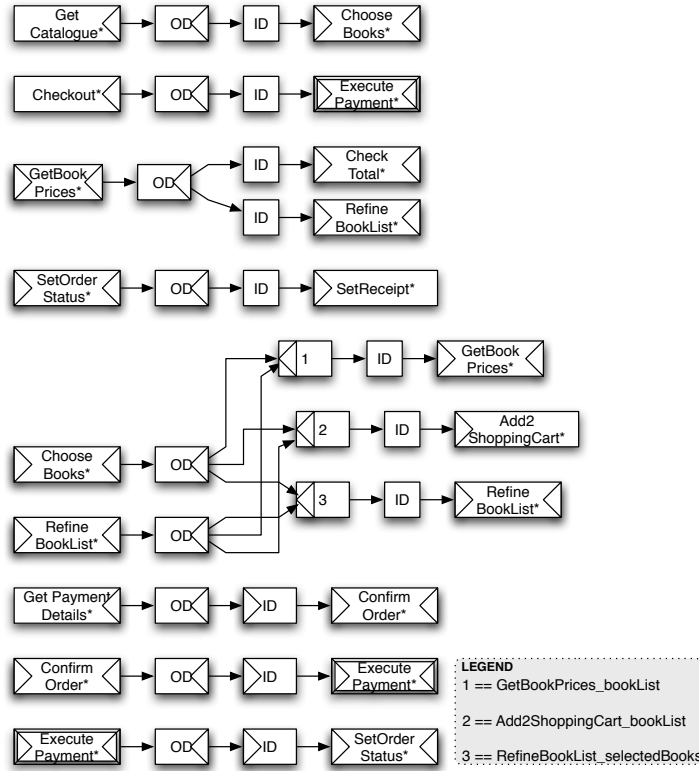 Get
Catalogue*
OD
ID
Choose
Books*
Checkout*
OD
ID
Execute
Payment*
GetBook
Prices*
OD
ID
Check
Total*
ID
Refine
BookList*
SetOrder
Status*
OD
ID
SetReceipt*
1
ID
GetBook
Prices*
2
ID
Add2
ShoppingCart*
Choose
Books*
OD
3
ID
Refine
BookList*
Refine
BookList*
OD
Get Payment
Details*
OD
ID
Confirm
Order*
Confirm
Order*
OD
ID
Execute
Payment*
Execute
Payment*
OD
ID
SetOrder
Status*
LEGEND
1 == GetBookPrices_bookList
2 == Add2ShoppingCart_bookList
3 == RefineBookList_selectedBooks